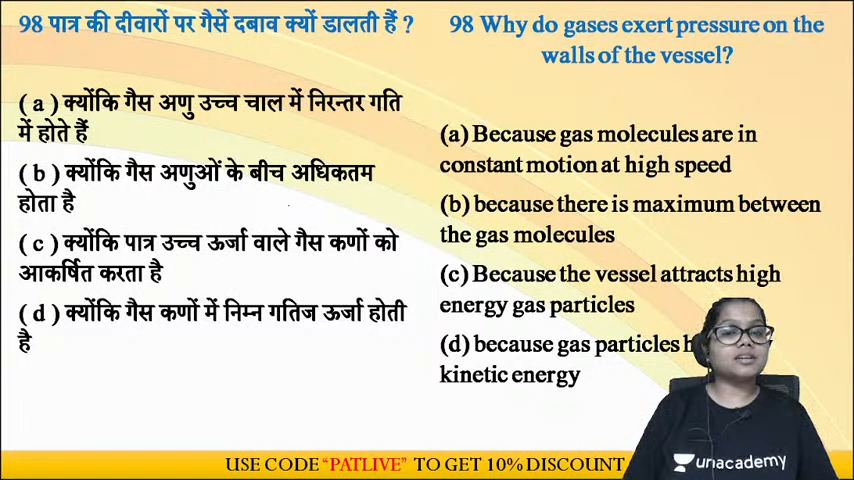 98 पात्र की दीवारों पर गैसें दबाव क्यों डालती हैं ?
( a ) क्योंकि गैस अणु उच्च चाल में निरन्तर गति
में होते हैं
( b ) क्योंकि गैस अणुओं के बीच अधिकतम
होता है
( c ) क्योंकि पात्र उच्च ऊर्जा वाले गैस कणों को
आकर्षित करता है
( d ) क्योंकि गैस कणों में निम्न गतिज ऊर्जा होती
है
98 Why do gases exert pressure on the
walls of the vessel?
(a) Because gas molecules are in
constant motion at high speed
(b) because there is maximum between
the gas molecules
(c) Because the vessel attracts high
energy gas particles
(d) because gas particles
kinetic energy
unacademy
USE CODE “PATLIVE” TO GET 10% DISCOUNT